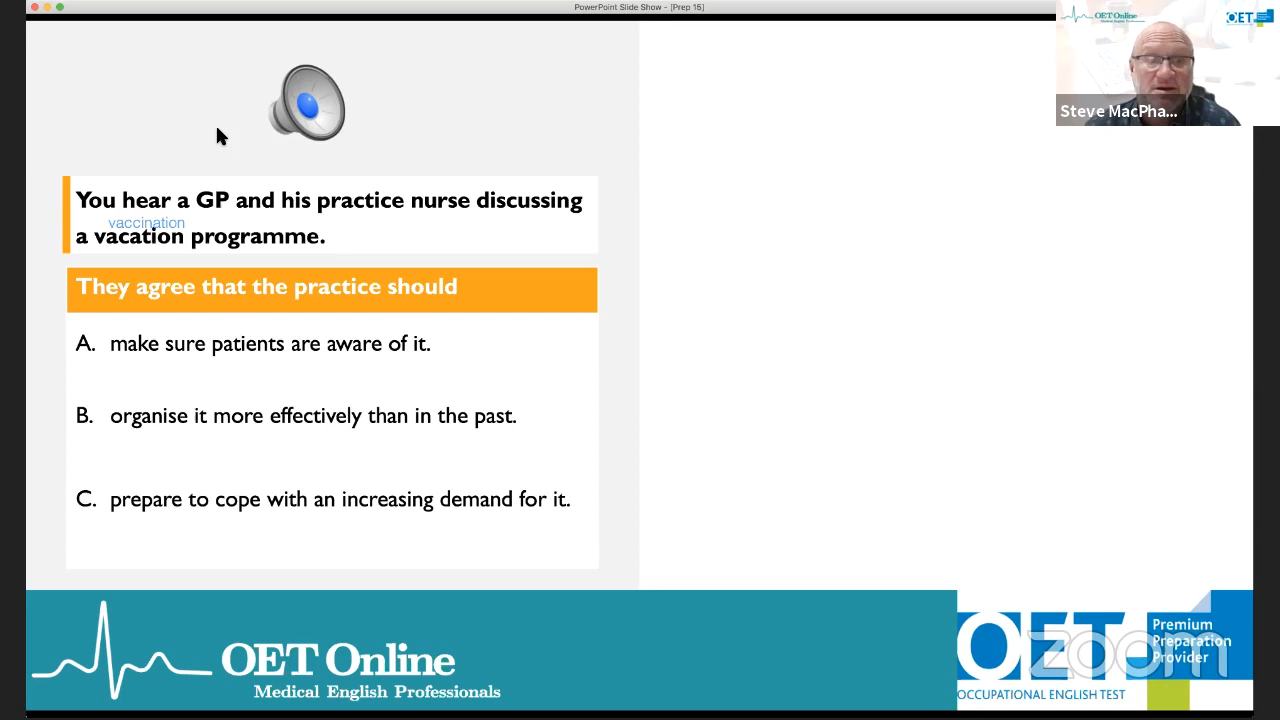 PowerPoint Slide Show - [Prep 15]
OET Online
OET
Steve MacPha...
You hear a GP and his practice nurse discussing
vaccination
a vacation programme.
They agree that the practice should
A. make sure patients are aware of it.
B. organise it more effectively than in the past.
C. prepare to cope with an increasing demand for it.
OET Online
Medical English Professionals
OET
Premium
Preparation
Provider
zoom
OCCUPATIONAL ENGLISH TEST